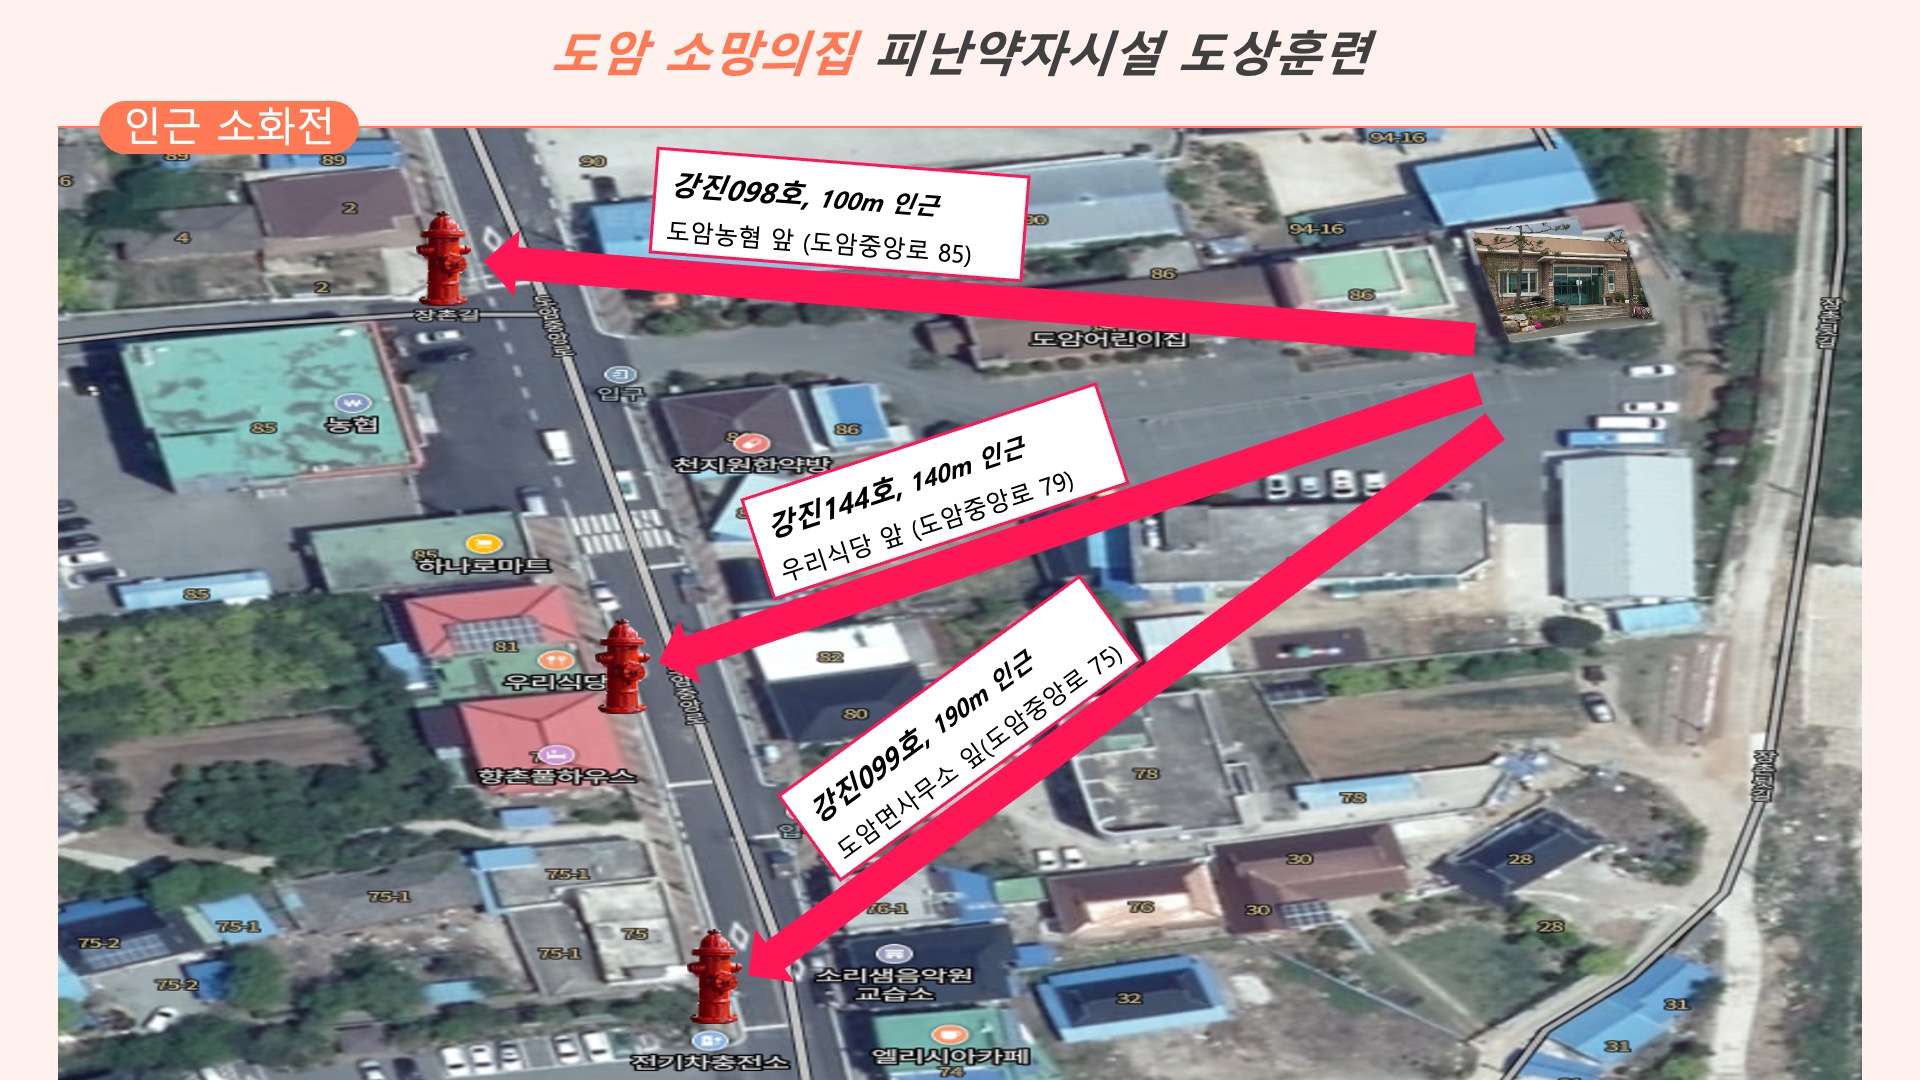 도암 소망의집 피난약자시설 도상훈련
인근 소화전
89
89
90
94-16
6
2
4
2
강진098호, 100m 인근
도암농협 앞 (도암중앙로 85)
94-16
86
86
장촌길
도암중앙로
도암어린이집
입구
농협
85
86
천지원한약방
강진144호, 140m 인근
우리식당 앞 (도암중앙로 79)
85
하나로마트
85
81
우리식당
82
80
향촌풀하우스
강진099호, 190m 인근
도암면사무소 잎(도암중앙로 75)
78
78
30
28
30
28
76
76-1
75-1
75-1
75-1
75-1
75
75-2
75-2
소리샘음악원
교습소
32
31
31
전기차충전소
엘리시아카페
74